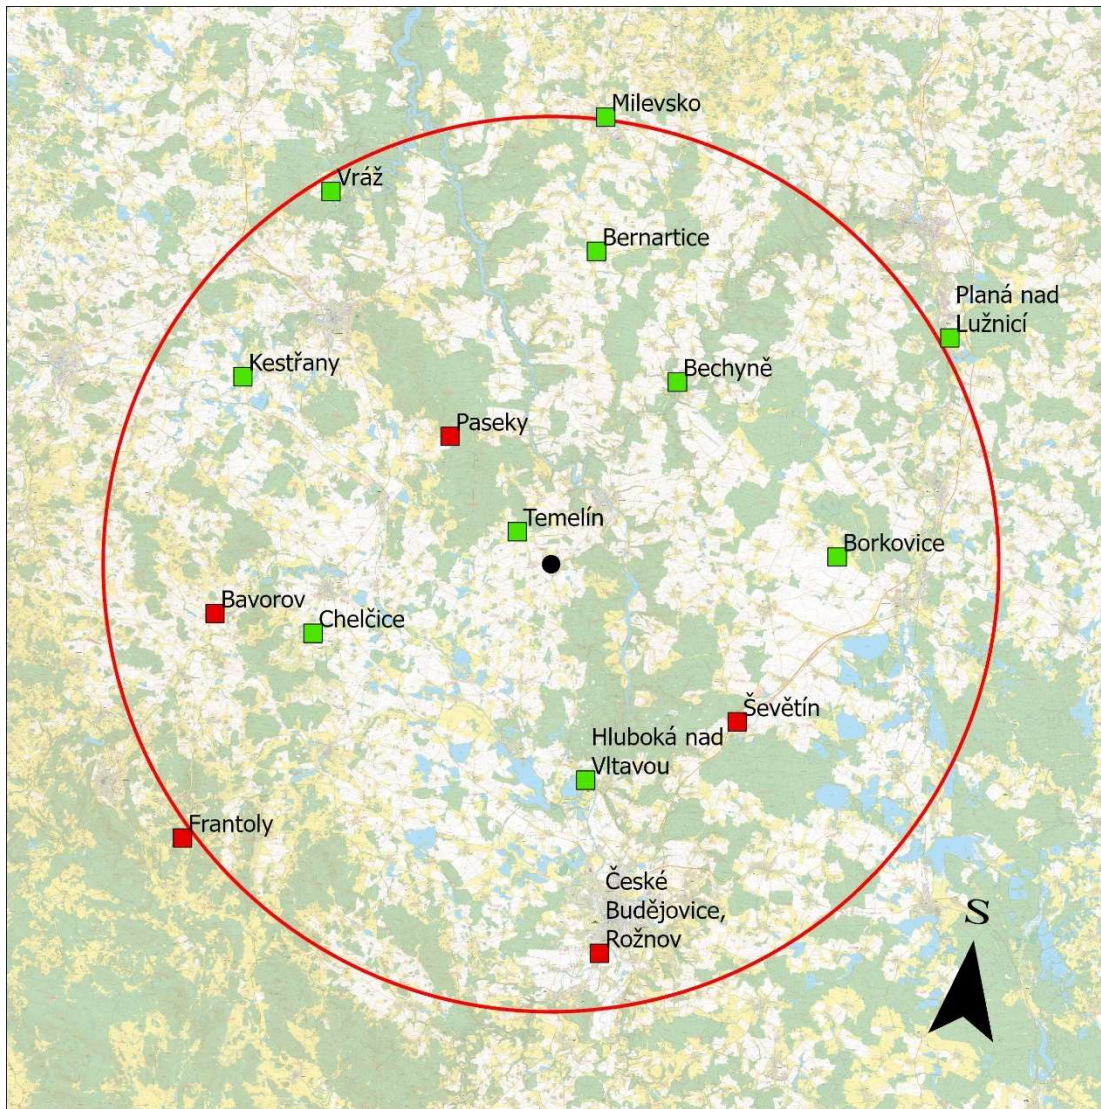 Milevsko
Vráž
Bernartice
Planá nad
Lužnicí
Kestřany
Bechyně
Paseky
Temelín
Borkovice
Bavorov
Chelčice
Ševětín
Hluboká nad
Vltavou
Frantoly
České
Budějovice,
Rožnov
S